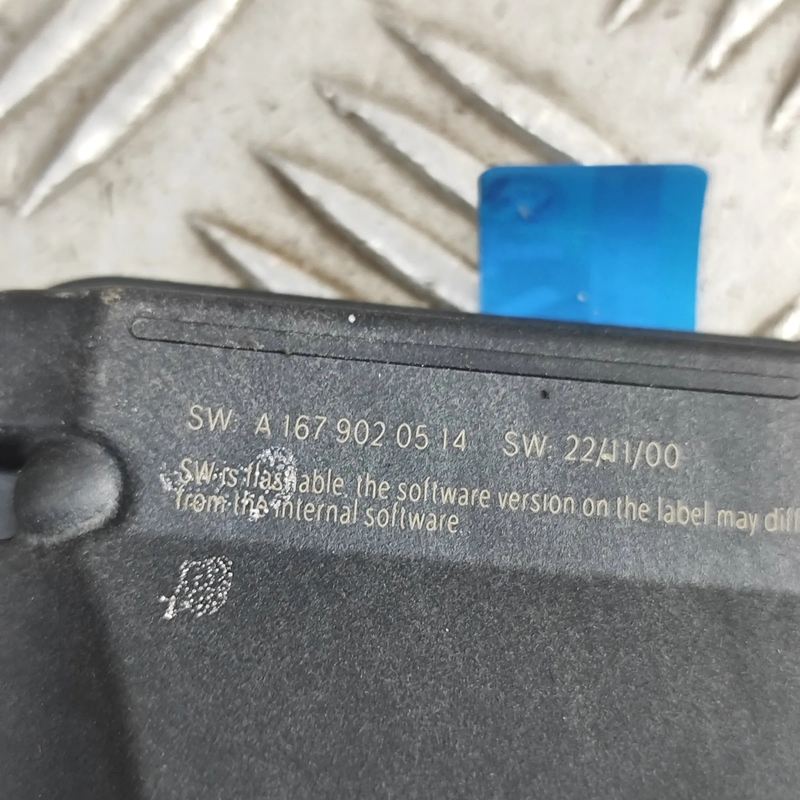 SW: A 167 902 05 14 SW: 22/11/00
SW is flashable. the software version on the label may diff
from the internal software.